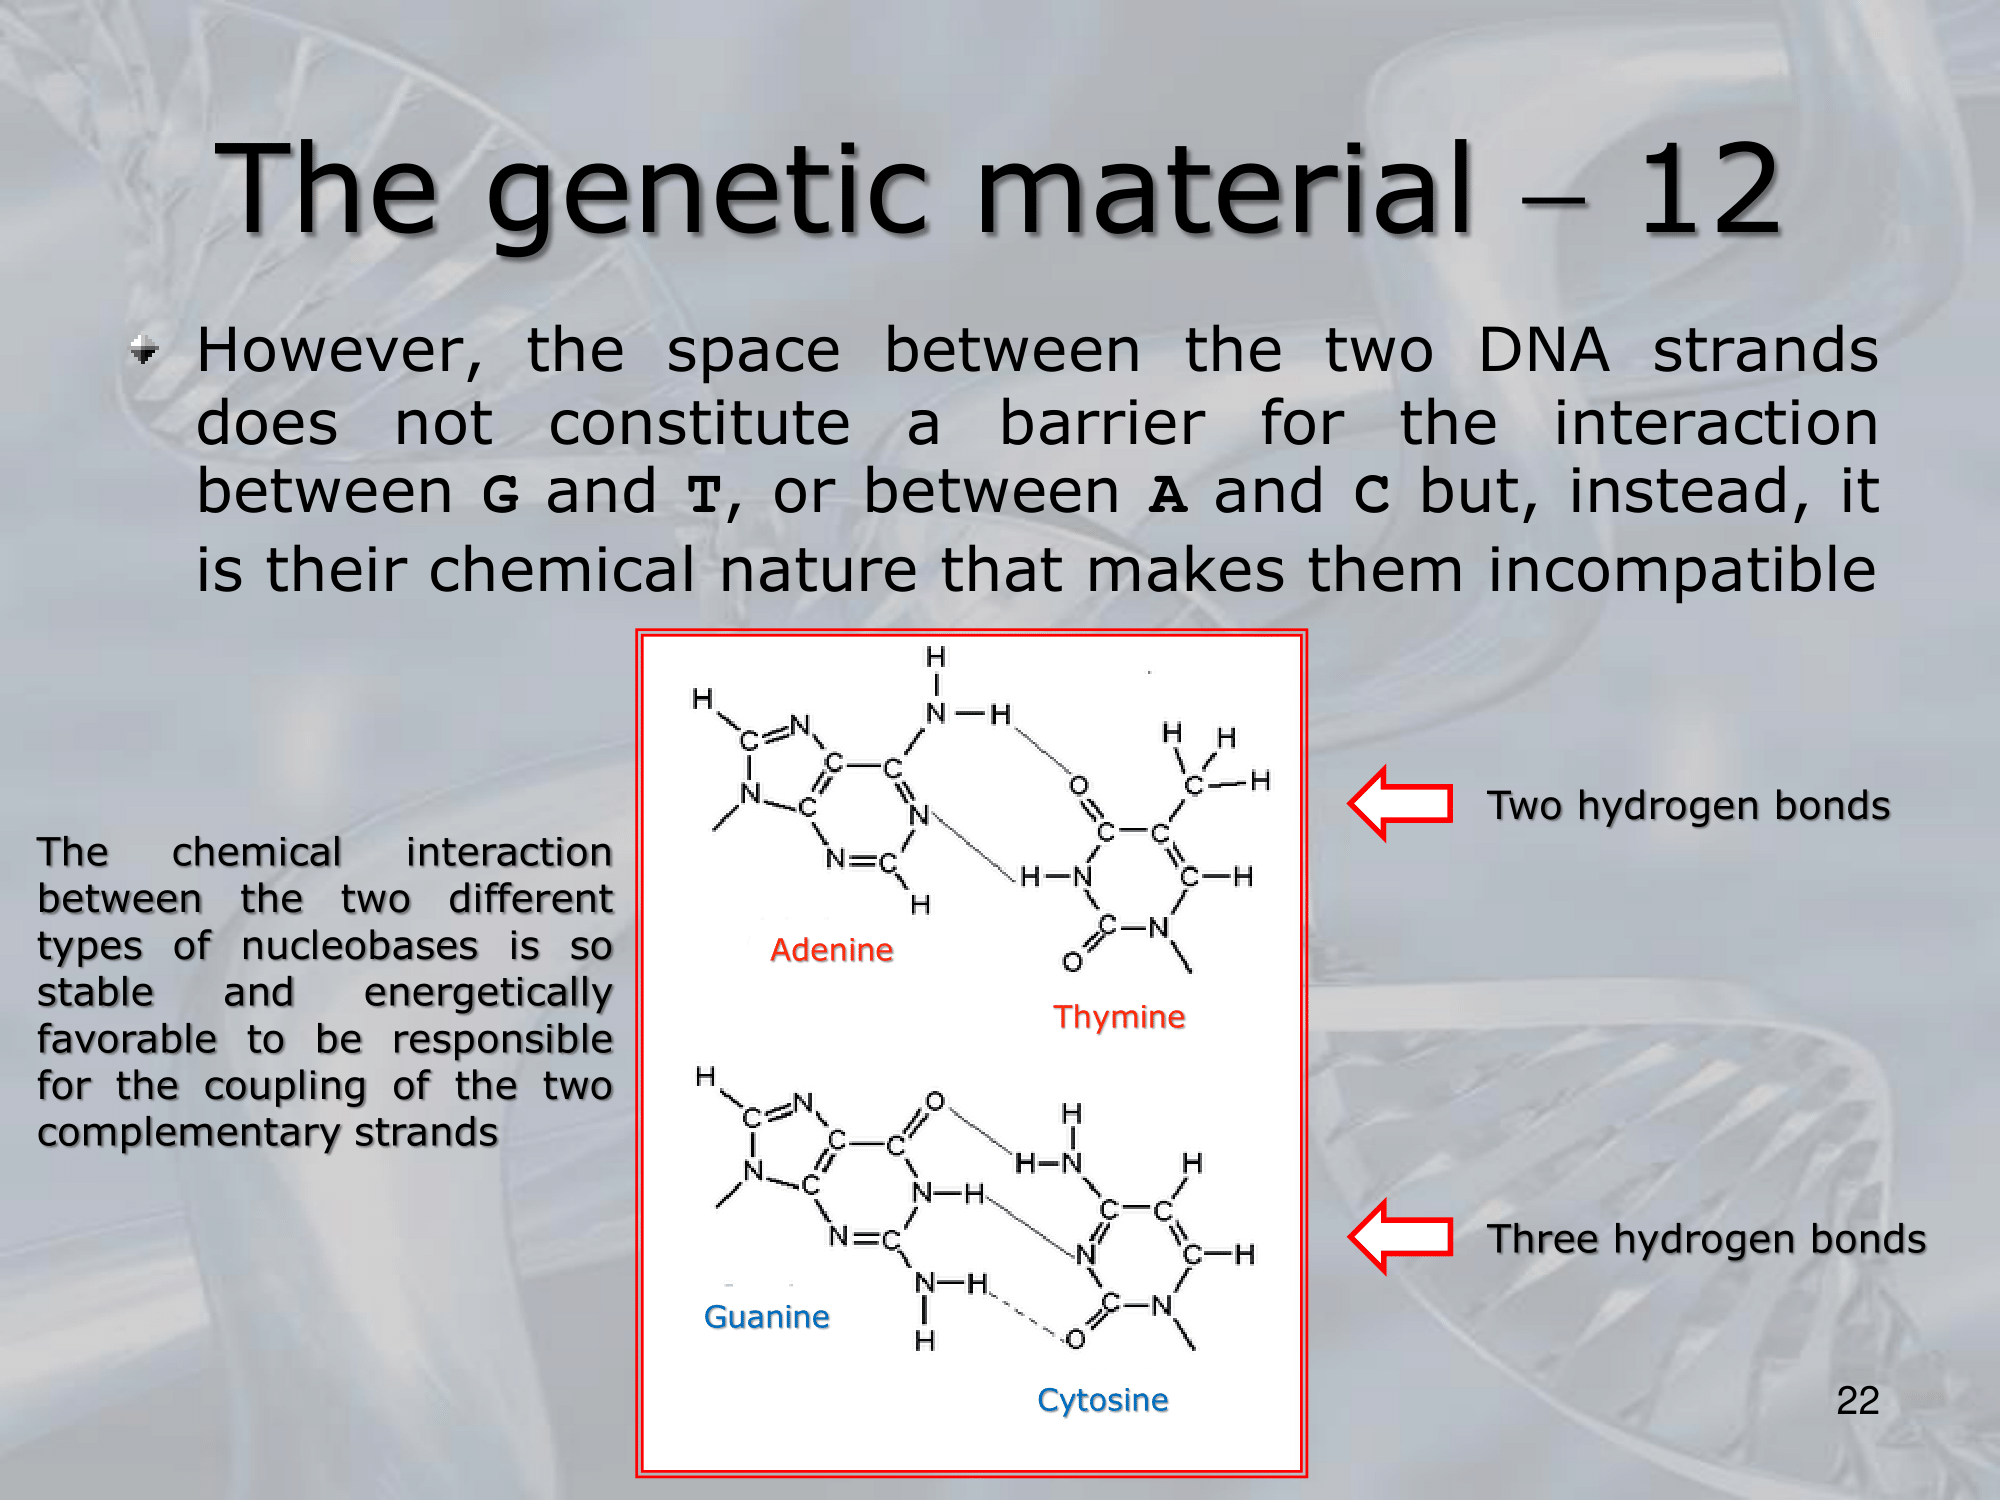 The genetic material – 12
However, the space between the two DNA strands
does not constitute a barrier for the interaction
between G and T, or between A and C but, instead, it
is their chemical nature that makes them incompatible
The chemical interaction
between the two different
types of nucleobases is so
stable and energetically
favorable to be responsible
for the coupling of the two
complementary strands
H
H
N
H
C
N
C
C
N
C
N
N
C
H
O
H
H
C
H
C
C
H
N
C
H
C
N
O
Adenine
Thymine
Two hydrogen bonds
H
C
N
O
C
C
N
C
N
H
N
C
N
H
H
H
H
N
H
C
C
N
C
H
C
N
O
Guanine
Cytosine
Three hydrogen bonds
22